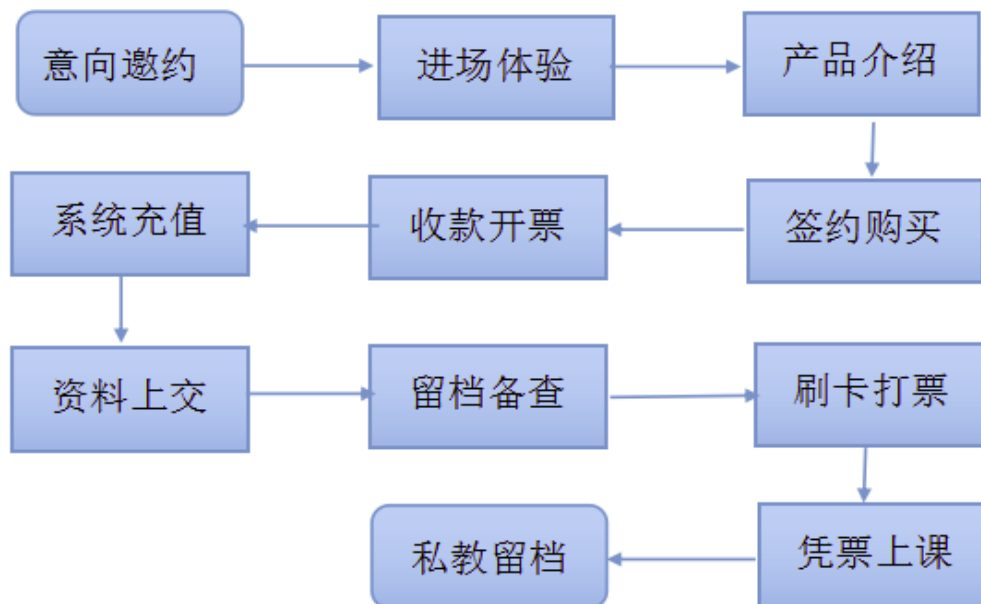 意向邀约
进场体验
产品介绍
系统充值
收款开票
签约购买
资料上交
留档备查
刷卡打票
私教留档
凭票上课